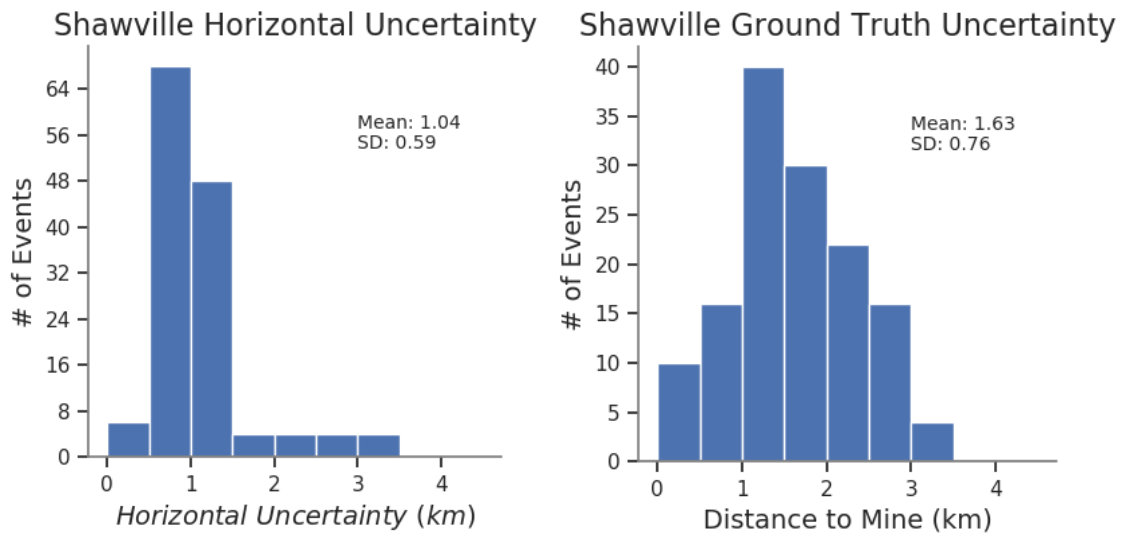 Shawville Horizontal Uncertainty
64
56
48
40
32
24
16
8
0
# of Events
Mean: 1.04
SD: 0.59
0 1 2 3 4
Horizontal Uncertainty (km)
Shawville Ground Truth Uncertainty
40
35
30
25
20
15
10
5
0
# of Events
Mean: 1.63
SD: 0.76
0 1 2 3 4
Distance to Mine (km)